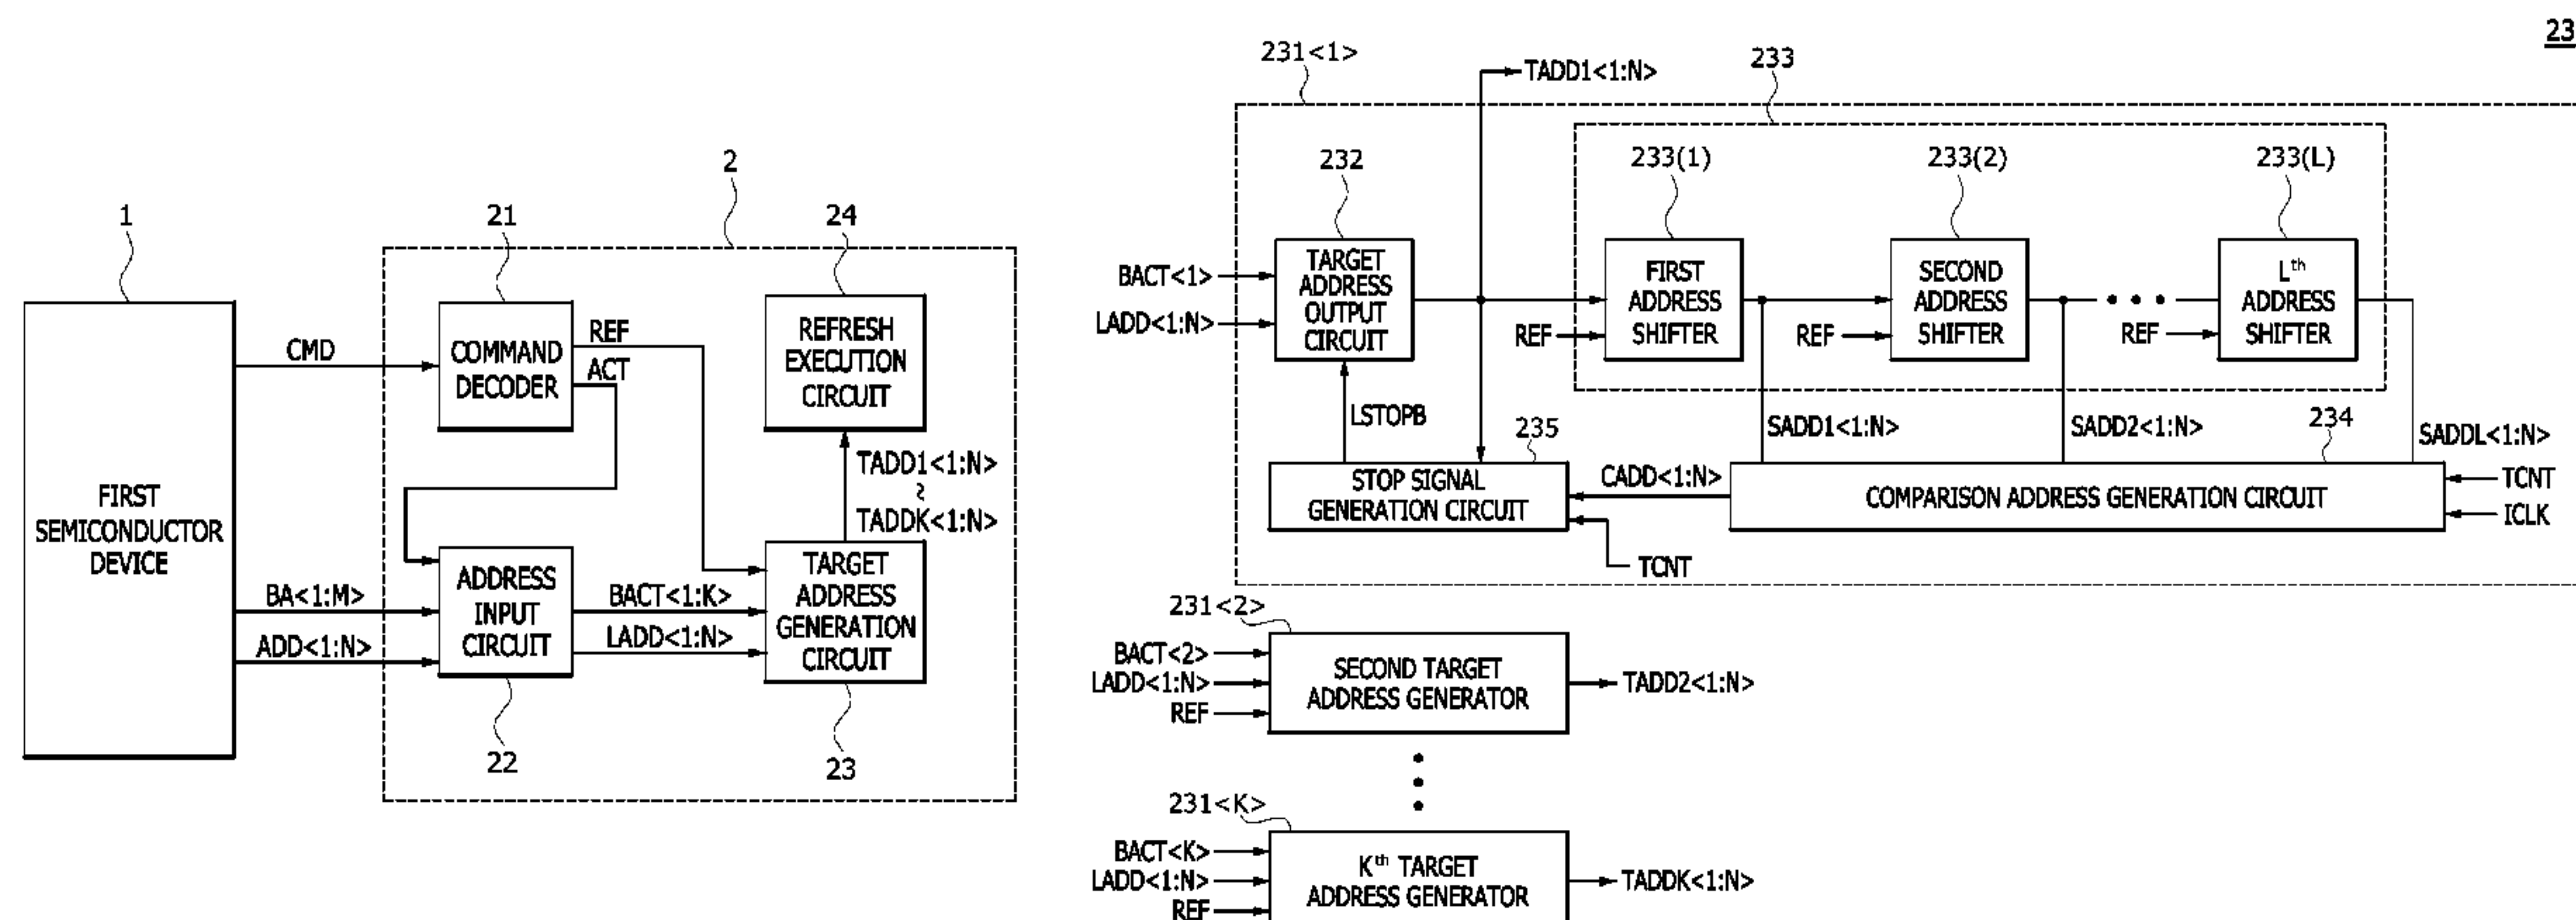 1
FIRST
SEMICONDUCTOR
DEVICE
CMD
BA<1:M>
ADD<1:N>
2
21
COMMAND
DECODER
REF
ACT
24
REFRESH
EXECUTION
CIRCUIT
TADD1<1:N>
~
TADDK<1:N>
ADDRESS
INPUT
CIRCUIT
22
BACT<1:K>
LADD<1:N>
TARGET
ADDRESS
GENERATION
CIRCUIT
23
23
231<1>
TADD1<1:N>
233
232
233(1)
233(2)
233(L)
BACT<1>
LADD<1:N>
TARGET
ADDRESS
OUTPUT
CIRCUIT
REF
FIRST
ADDRESS
SHIFTER
REF
SECOND
ADDRESS
SHIFTER
REF
Lth
ADDRESS
SHIFTER
LSTOPB
235
SADD1<1:N>
SADD2<1:N>
234
SADDL<1:N>
STOP SIGNAL
GENERATION CIRCUIT
CADD<1:N>
COMPARISON ADDRESS GENERATION CIRCUIT
TCNT
ICLK
TCNT
231<2>
BACT<2>
LADD<1:N>
REF
SECOND TARGET
ADDRESS GENERATOR
TADD2<1:N>
231<K>
BACT<K>
LADD<1:N>
REF
Kth TARGET
ADDRESS GENERATOR
TADDK<1:N>